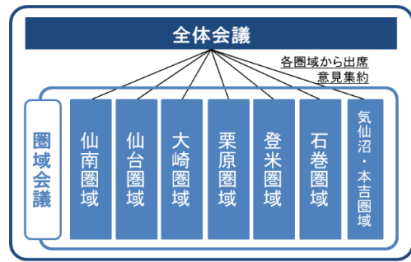 全体会議
各圏域から出席
意見集約
圏域会議
仙南圏域
仙台圏域
大崎圏域
栗原圏域
登米圏域
石巻圏域
気仙沼・本吉圏域